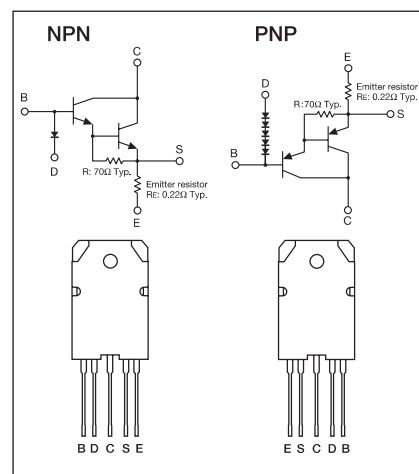 NPN
C
B
D
R: 70Ω Typ.
S
Emitter resistor
RE: 0.22Ω Typ.
E
B D C S E
PNP
E
D
Emitter resistor
RE: 0.22Ω Typ.
R: 70Ω Typ.
S
B
C
E S C D B